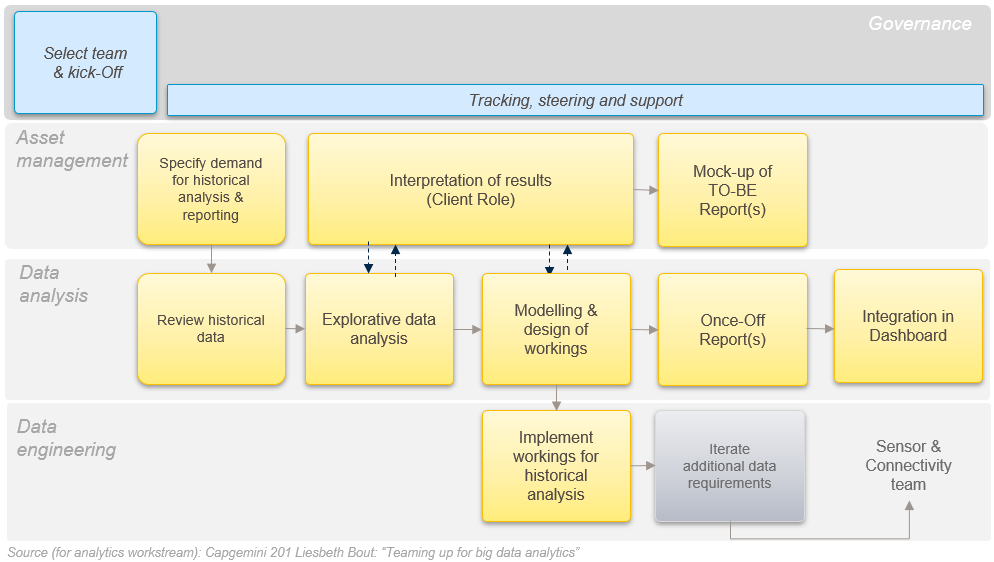 Governance
Select team
& kick-Off
Tracking, steering and support
Asset
management
Specify demand
for historical
analysis &
reporting
Interpretation of results
(Client Role)
Mock-up of
TO-BE
Report(s)
Data
analysis
Review historical
data
Explorative data
analysis
Modelling &
design of
workings
Once-Off
Report(s)
Integration in
Dashboard
Data
engineering
Implement
workings for
historical
analysis
Iterate
additional data
requirements
Sensor &
Connectivity
team
Source (for analytics workstream): Capgemini 201 Liesbeth Bout: “Teaming up for big data analytics”